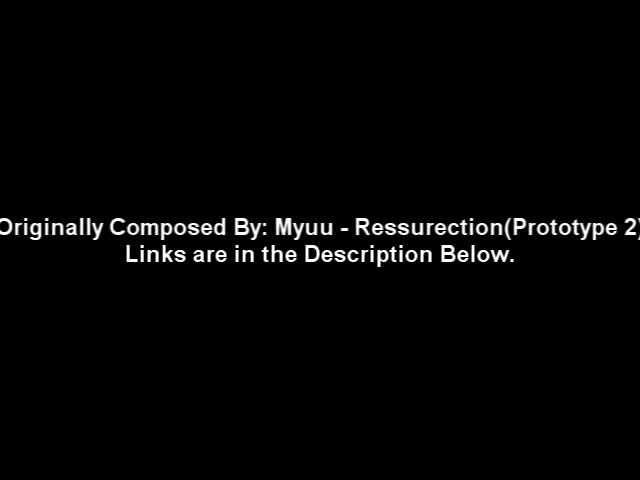 Originally Composed By: Myuu - Ressurection(Prototype 2)
Links are in the Description Below.